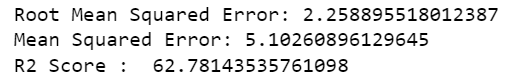 Root Mean Squared Error: 2.258895518012387
Mean Squared Error: 5.10260896129645
R2 Score :  62.78143535761098